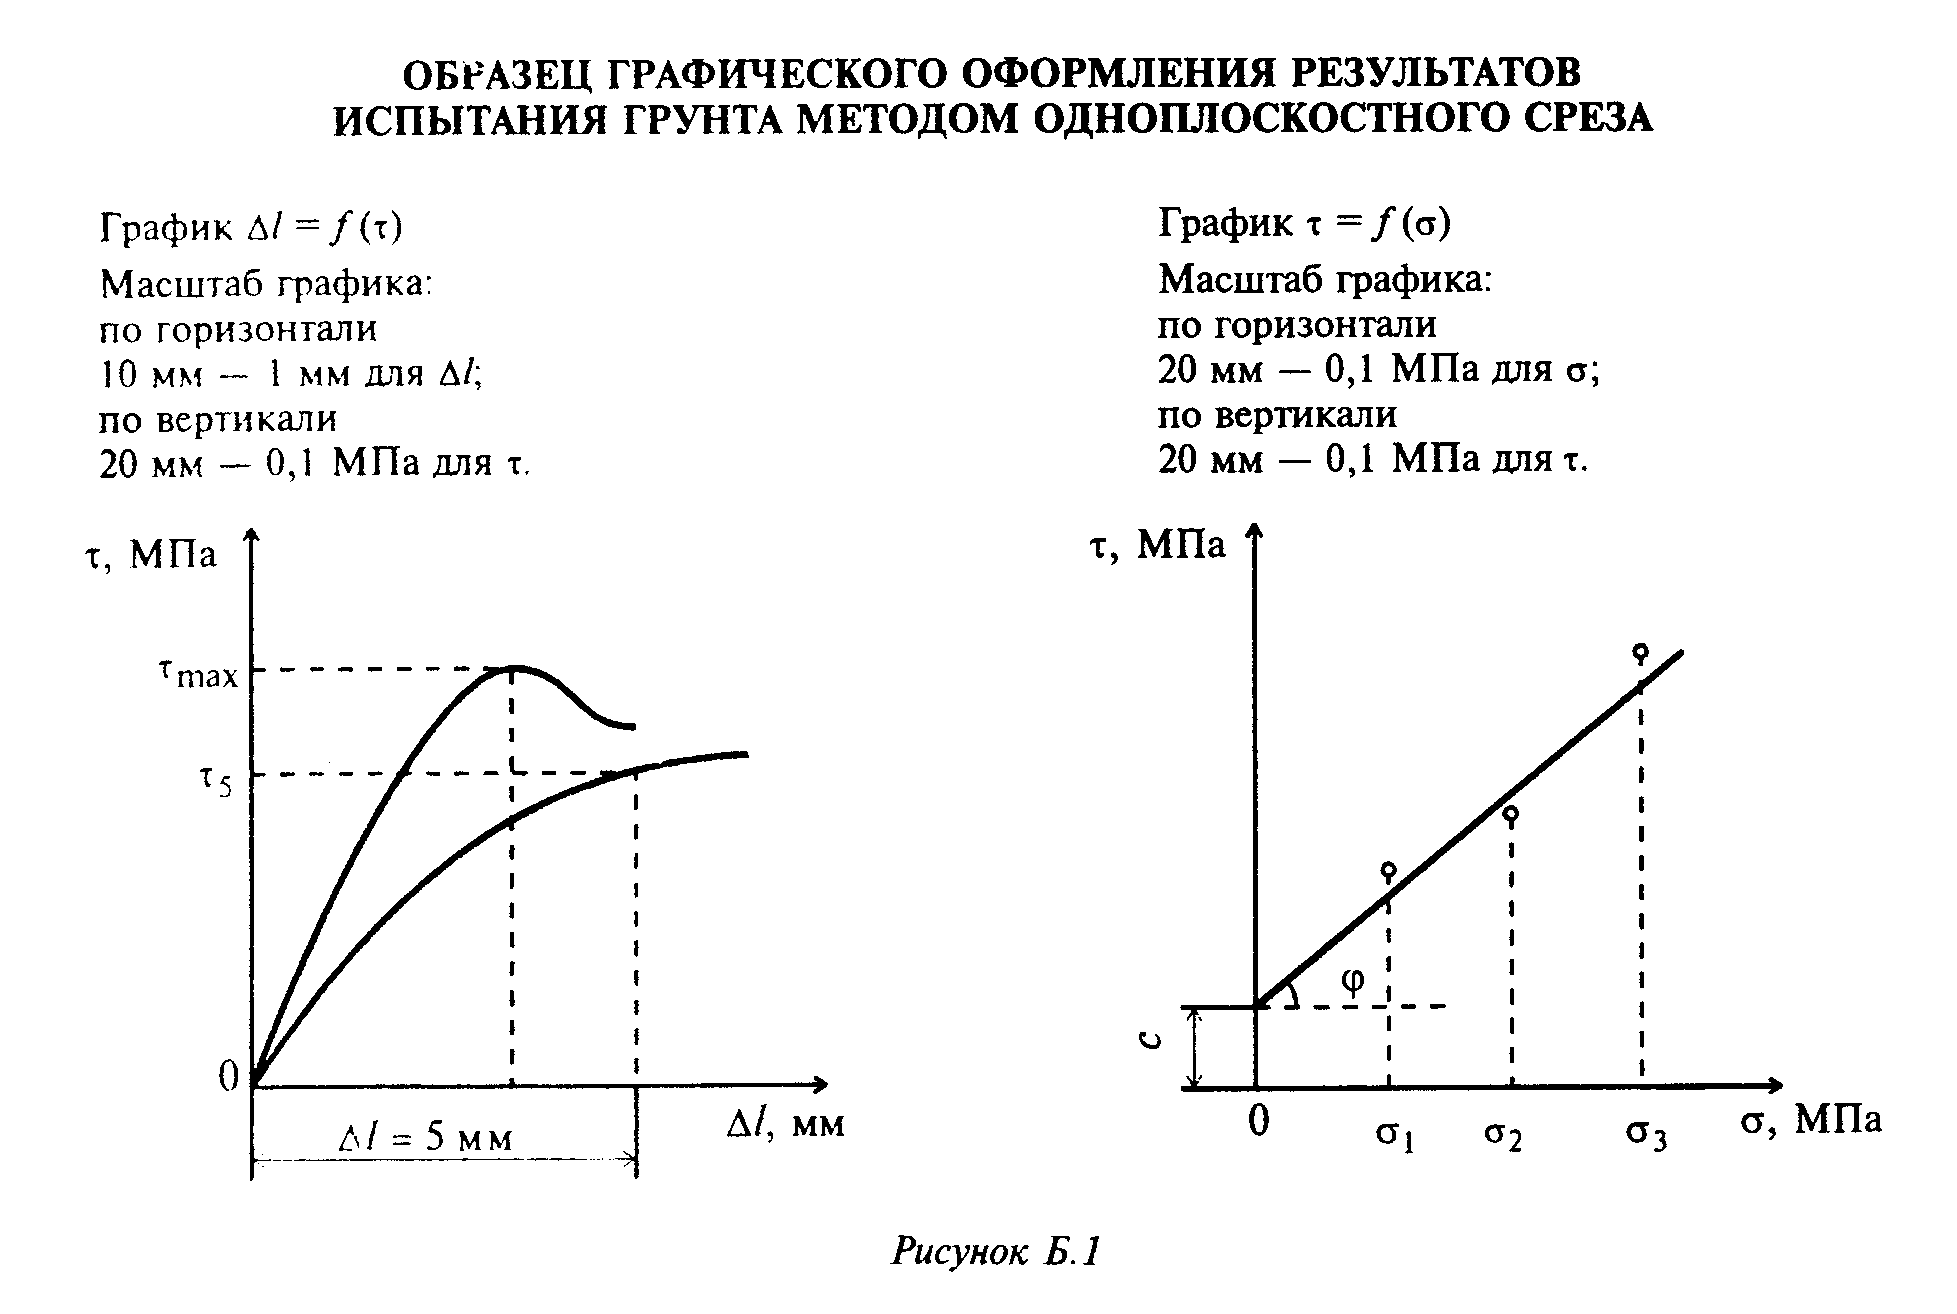 ОБРАЗЕЦ ГРАФИЧЕСКОГО ОФОРМЛЕНИЯ РЕЗУЛЬТАТОВ
ИСПЫТАНИЯ ГРУНТА МЕТОДОМ ОДНОПЛОСКОСТНОГО СРЕЗА
График Δl = f (τ)
Масштаб графика:
по горизонтали
10 мм — 1 мм для Δl;
по вертикали
20 мм — 0,1 МПа для τ.
τ, МПа
τmax
τ5
0
Δl = 5 мм
Δl, мм
График τ = f (σ)
Масштаб графика:
по горизонтали
20 мм — 0,1 МПа для σ;
по вертикали
20 мм — 0,1 МПа для τ.
τ, МПа
φ
c
0
σ1
σ2
σ3
σ, МПа
Рисунок Б.1